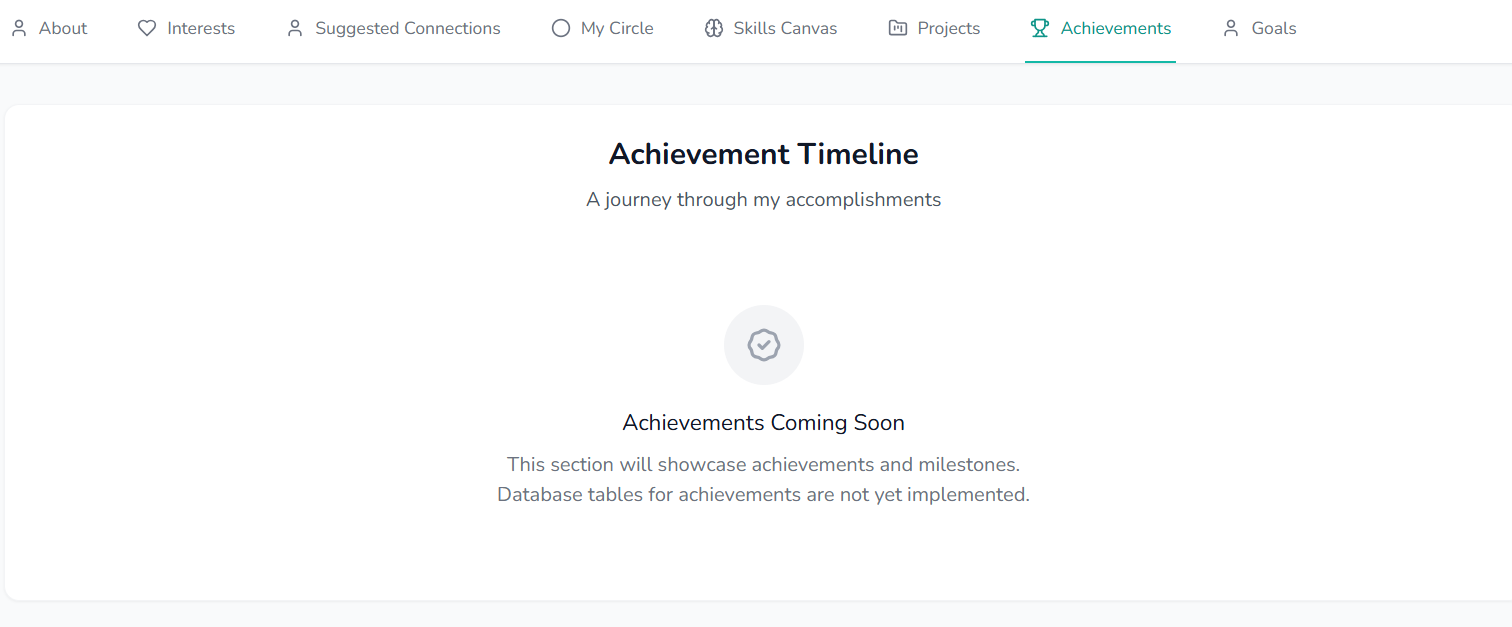 About Interests Suggested Connections My Circle Skills Canvas Projects Achievements Goals
Achievement Timeline
A journey through my accomplishments
Achievements Coming Soon
This section will showcase achievements and milestones.
Database tables for achievements are not yet implemented.